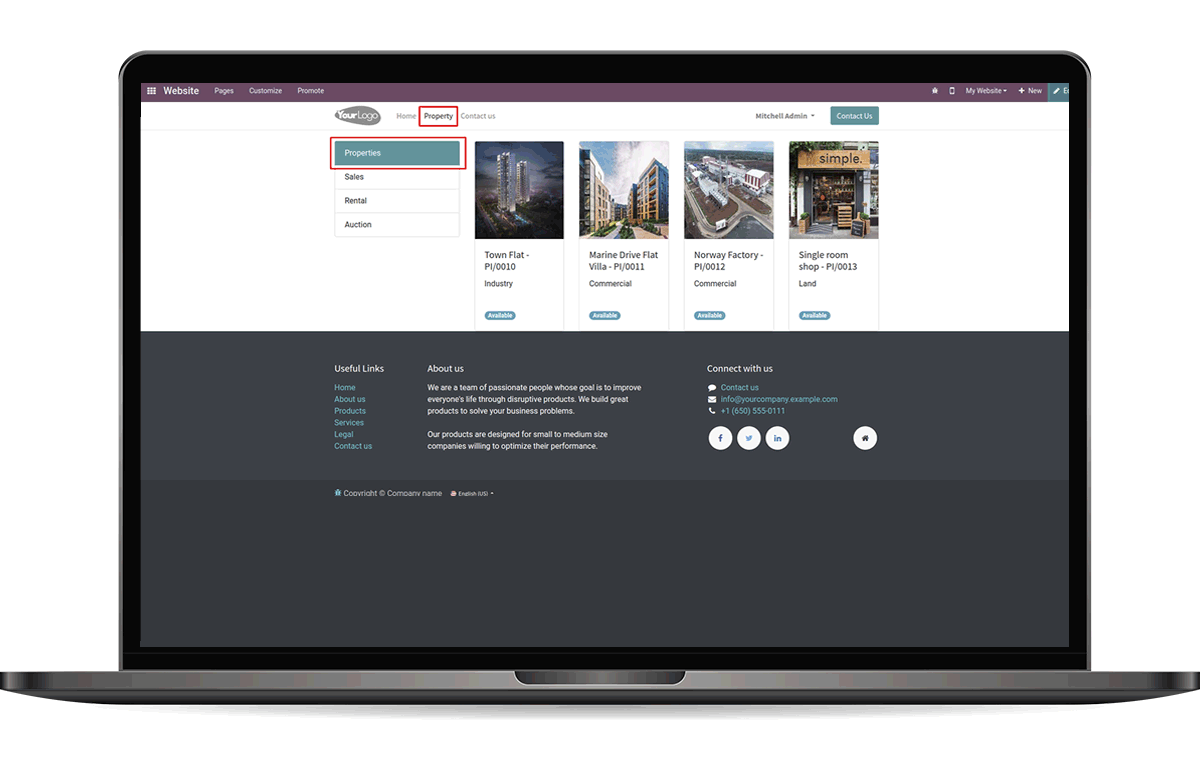 Website Pages Customize Promote My Website New
YourLogo Home Property Contact us Mitchell Admin Contact Us
Properties
Sales
Rental
Auction
simple.
Town Flat -
PI/0010
Industry
Available
Marine Drive Flat
Villa - PI/0011
Commercial
Available
Norway Factory -
PI/0012
Commercial
Available
Single room
shop - PI/0013
Land
Available
Useful Links
Home
About us
Products
Services
Legal
Contact us
About us
We are a team of passionate people whose goal is to improve
everyone's life through disruptive products. We build great
products to solve your business problems.
Our products are designed for small to medium size
companies willing to optimize their performance.
Connect with us
Contact us
info@yourcompany.example.com
+1 (650) 555-0111
Copyright © Company name English (US)